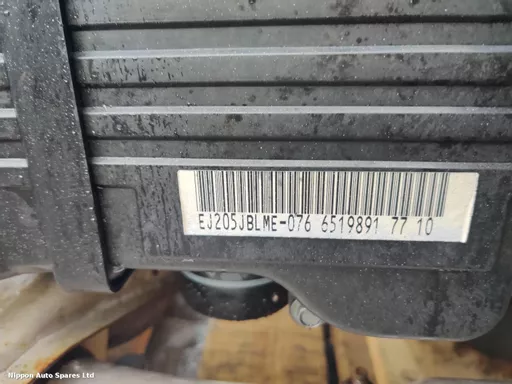 EJ205JBLME-076 6519891 77 10
Nippon Auto Spares Ltd